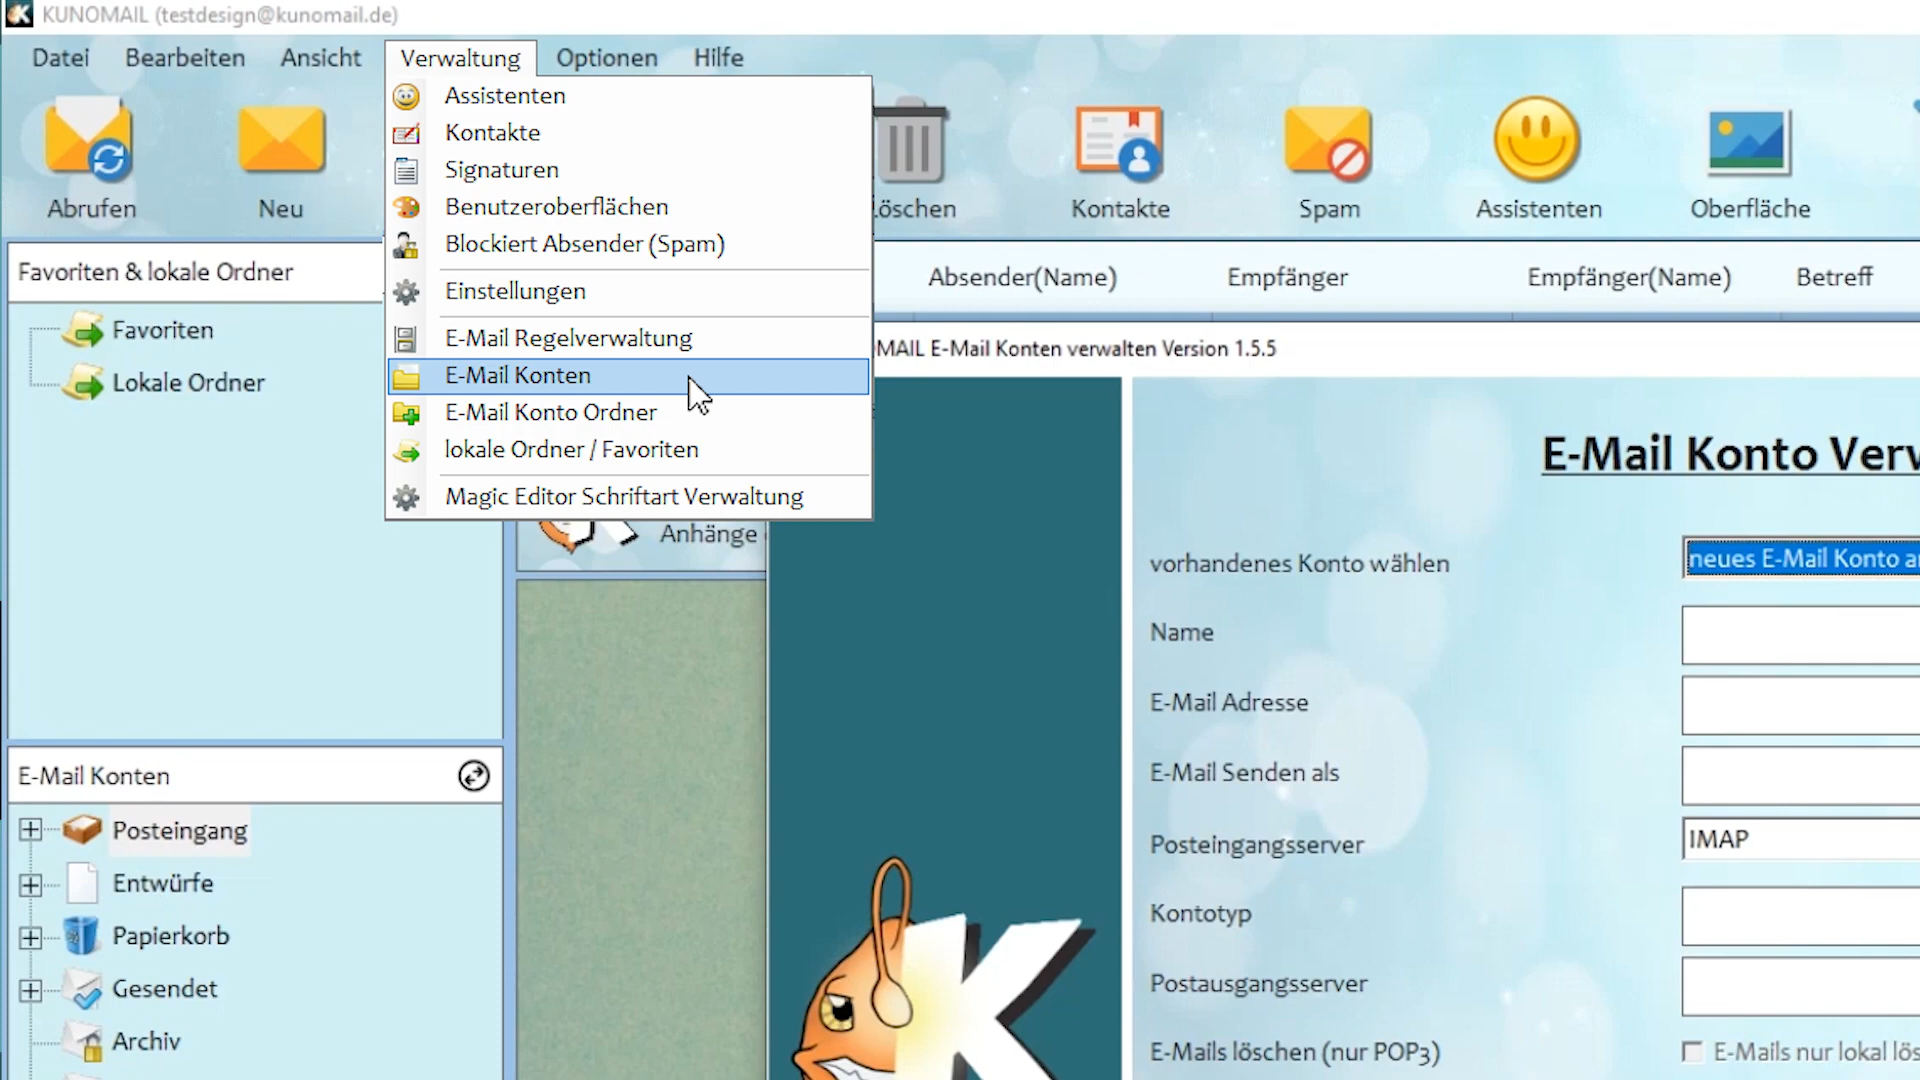 KUNOMAIL (testdesign@kunomail.de)
Datei Bearbeiten Ansicht Verwaltung Optionen Hilfe
Assistenten
Kontakte
Signaturen
Benutzeroberflächen
Blockiert Absender (Spam)
Einstellungen
E-Mail Regelverwaltung
E-Mail Konten
E-Mail Konto Ordner
lokale Ordner / Favoriten
Magic Editor Schriftart Verwaltung
Abrufen Neu öschen Kontakte Spam Assistenten Oberfläche
Favoriten & lokale Ordner
Favoriten
Lokale Ordner
Absender(Name) Empfänger Empfänger(Name) Betreff
MAIL E-Mail Konten verwalten Version 1.5.5
Anhänge
E-Mail Konto Verw
vorhandenes Konto wählen neues E-Mail Konto a
Name
E-Mail Adresse
E-Mail Senden als
Posteingangsserver IMAP
Kontotyp
Postausgangsserver
E-Mails löschen (nur POP3) E-Mails nur lokal lös
E-Mail Konten
Posteingang
Entwürfe
Papierkorb
Gesendet
Archiv
K